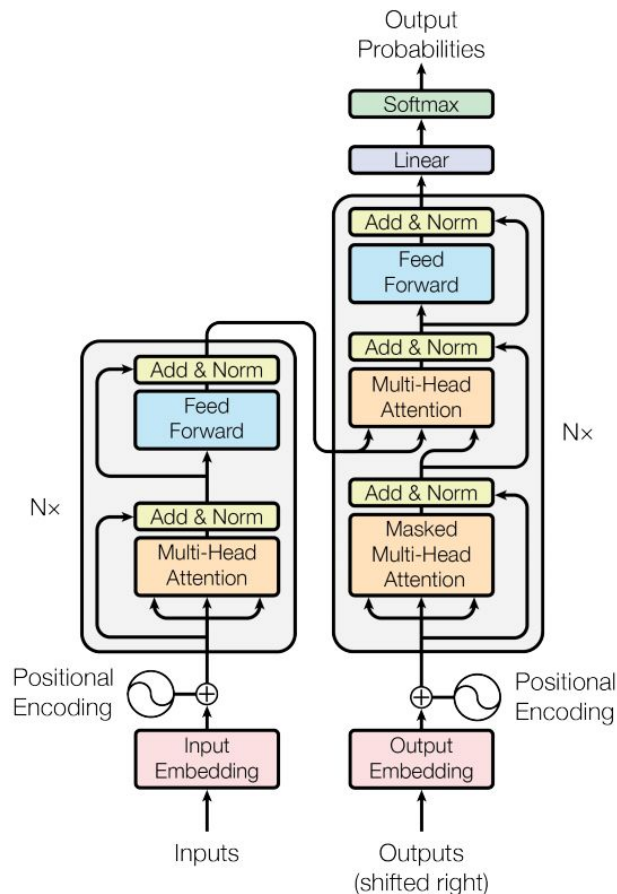 Output
Probabilities
Softmax
Linear
Add & Norm
Feed
Forward
Add & Norm
Multi-Head
Attention
Add & Norm
Masked
Multi-Head
Attention
N×
Add & Norm
Feed
Forward
Add & Norm
Multi-Head
Attention
N×
Positional
Encoding
Positional
Encoding
Input
Embedding
Output
Embedding
Inputs
Outputs
(shifted right)